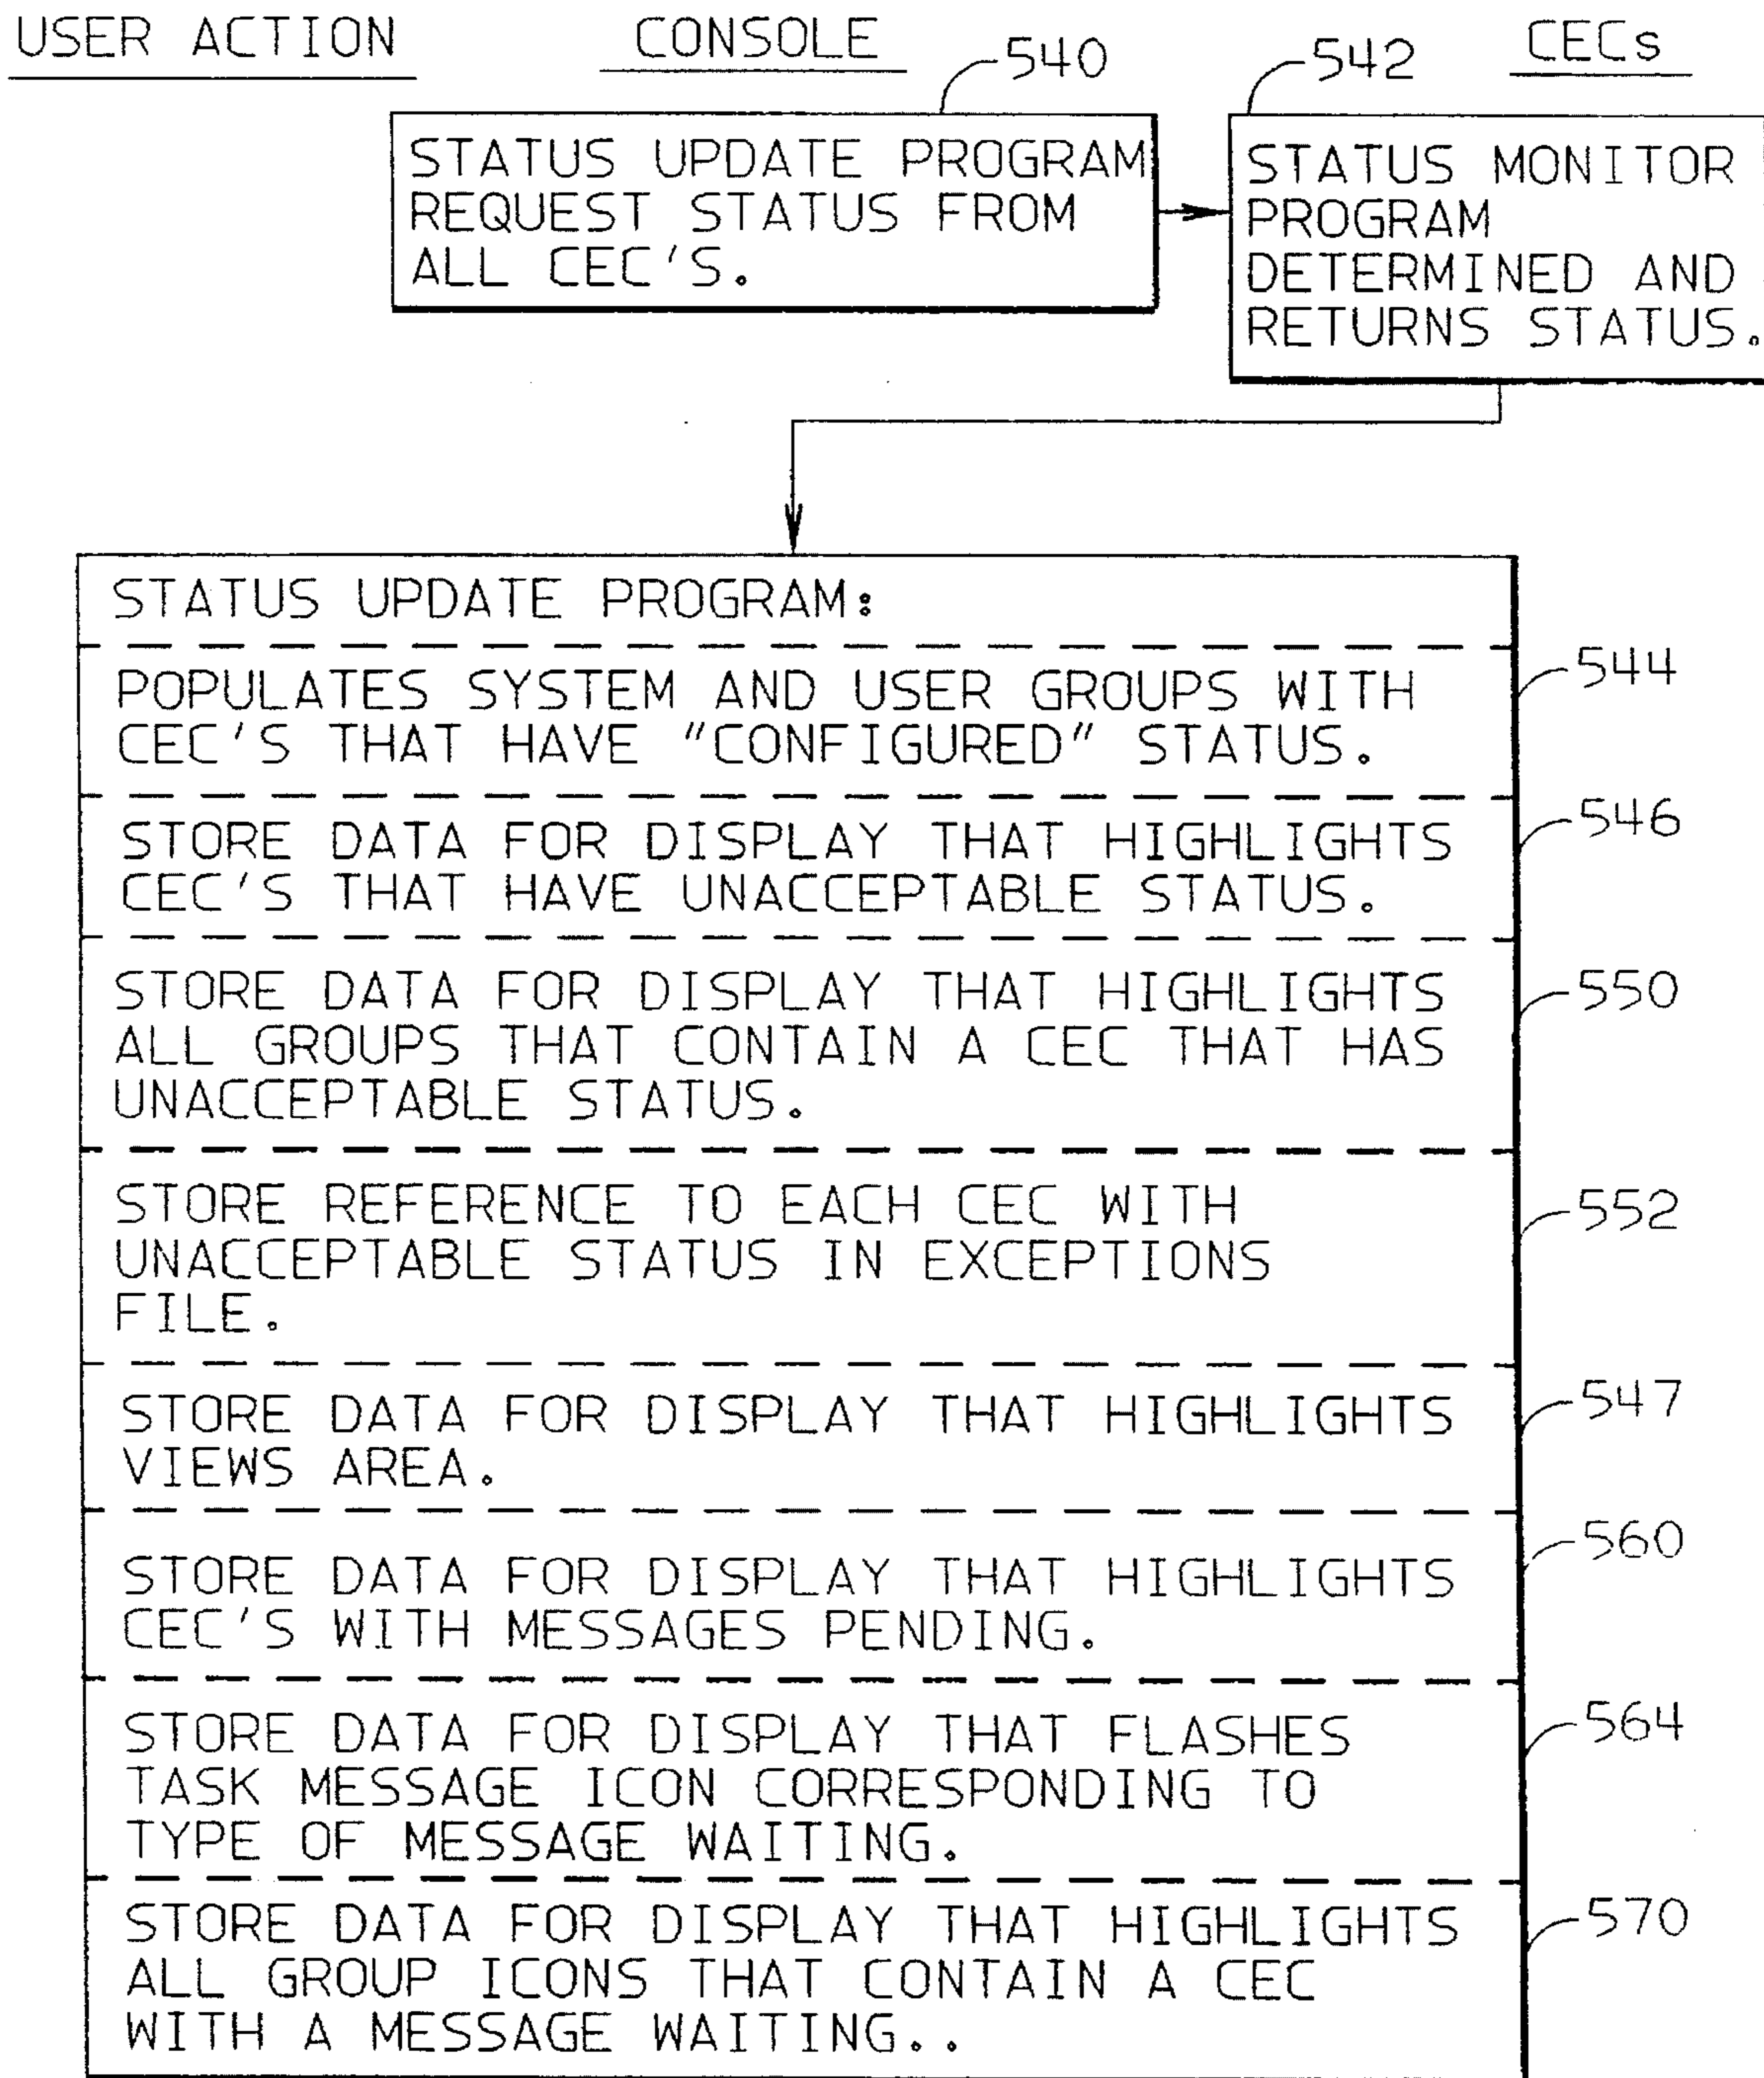 USER ACTION
CONSOLE
CECs
540
542
STATUS UPDATE PROGRAM
REQUEST STATUS FROM
ALL CEC'S.
STATUS MONITOR
PROGRAM
DETERMINED AND
RETURNS STATUS.
STATUS UPDATE PROGRAM:
544
POPULATES SYSTEM AND USER GROUPS WITH
CEC'S THAT HAVE "CONFIGURED" STATUS.
546
STORE DATA FOR DISPLAY THAT HIGHLIGHTS
CEC'S THAT HAVE UNACCEPTABLE STATUS.
550
STORE DATA FOR DISPLAY THAT HIGHLIGHTS
ALL GROUPS THAT CONTAIN A CEC THAT HAS
UNACCEPTABLE STATUS.
552
STORE REFERENCE TO EACH CEC WITH
UNACCEPTABLE STATUS IN EXCEPTIONS
FILE.
547
STORE DATA FOR DISPLAY THAT HIGHLIGHTS
VIEWS AREA.
560
STORE DATA FOR DISPLAY THAT HIGHLIGHTS
CEC'S WITH MESSAGES PENDING.
564
STORE DATA FOR DISPLAY THAT FLASHES
TASK MESSAGE ICON CORRESPONDING TO
TYPE OF MESSAGE WAITING.
570
STORE DATA FOR DISPLAY THAT HIGHLIGHTS
ALL GROUP ICONS THAT CONTAIN A CEC
WITH A MESSAGE WAITING..